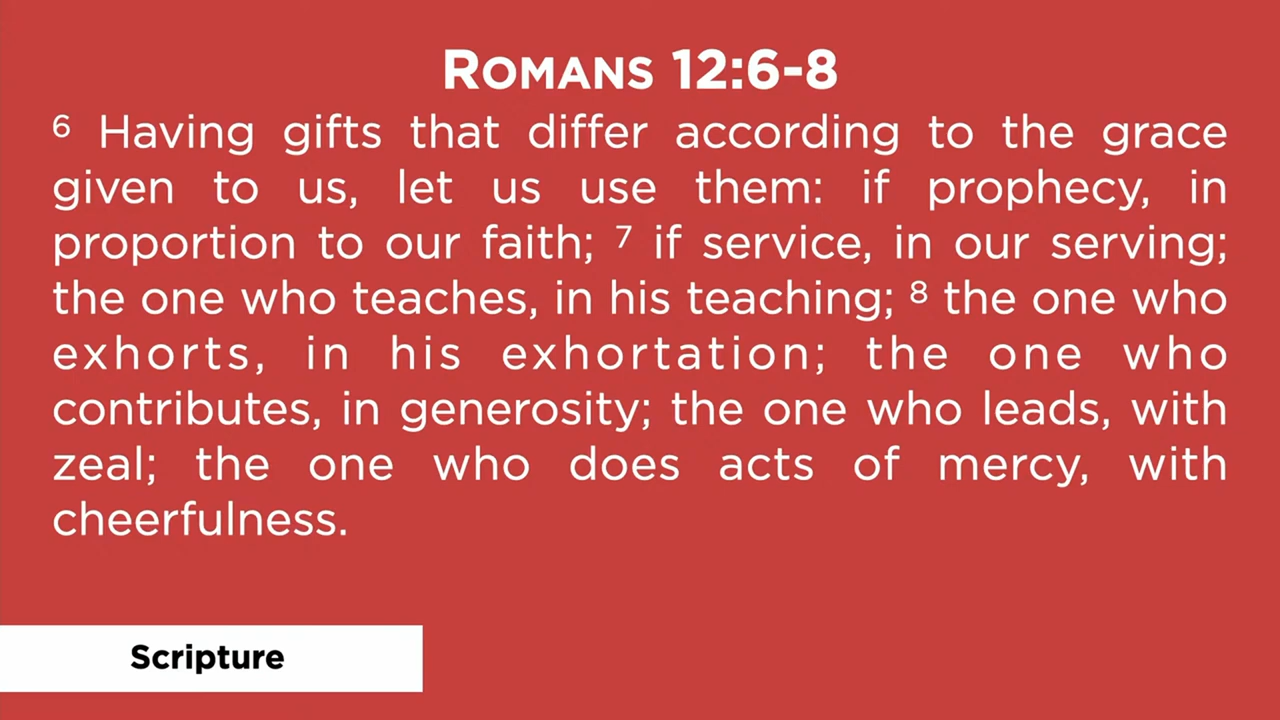 ROMANS 12:6-8
6 Having gifts that differ according to the grace
given to us, let us use them: if prophecy, in
proportion to our faith; 7 if service, in our serving;
the one who teaches, in his teaching; 8 the one who
exhorts, in his exhortation; the one who
contributes, in generosity; the one who leads, with
zeal; the one who does acts of mercy, with
cheerfulness.
Scripture